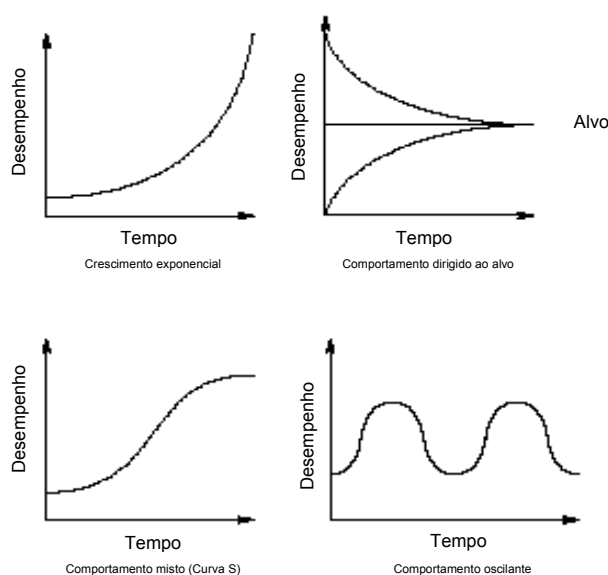 Desempenho
Tempo
Crescimento exponencial
Desempenho
Alvo
Tempo
Comportamento dirigido ao alvo
Desempenho
Tempo
Comportamento misto (Curva S)
Desempenho
Tempo
Comportamento oscilante